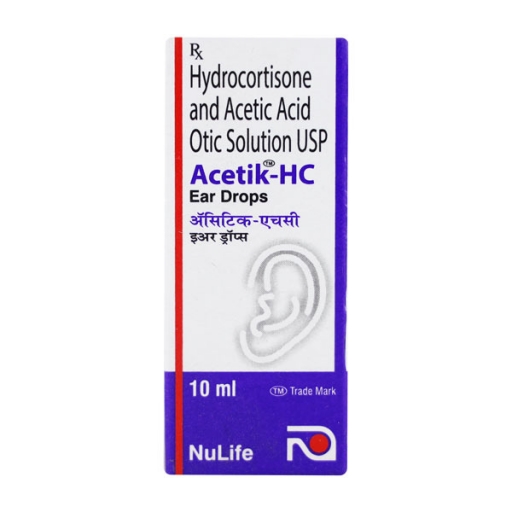 Rx
Hydrocortisone
and Acetic Acid
Otic Solution USP
Acetik™-HC
Ear Drops
ॲसिटिक-एचसी
इअर ड्रॉप्स
10 ml
TM Trade Mark
NuLife